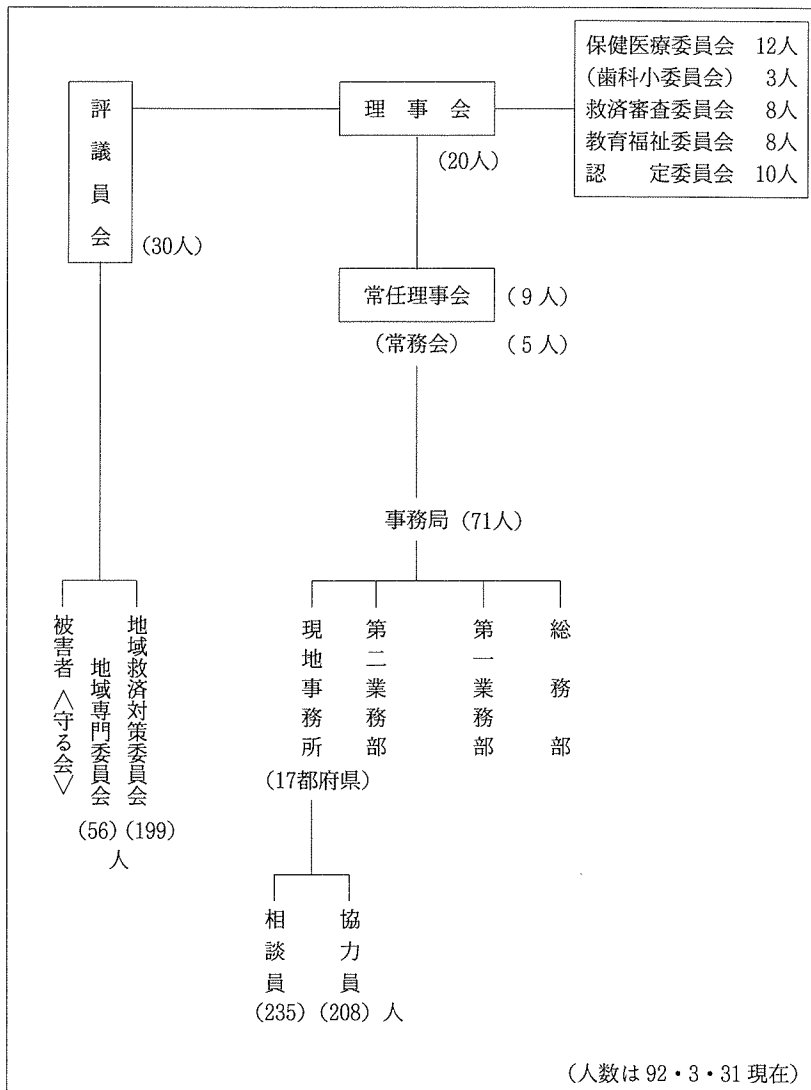 保健医療委員会 12人
(歯科小委員会) 3人
救済審査委員会 8人
教育福祉委員会 8人
認 定委員会 10人
評議員会
(30人)
理事会
(20人)
常任理事会 (9人)
(常務会) (5人)
事務局 (71人)
被害者〈守る会〉
地域専門委員会
地域救済対策委員会
(56) (199)
人
現地事務所
第二業務部
第一業務部
総務部
(17都府県)
相談員
協力員
(235) (208) 人
(人数は92・3・31現在)